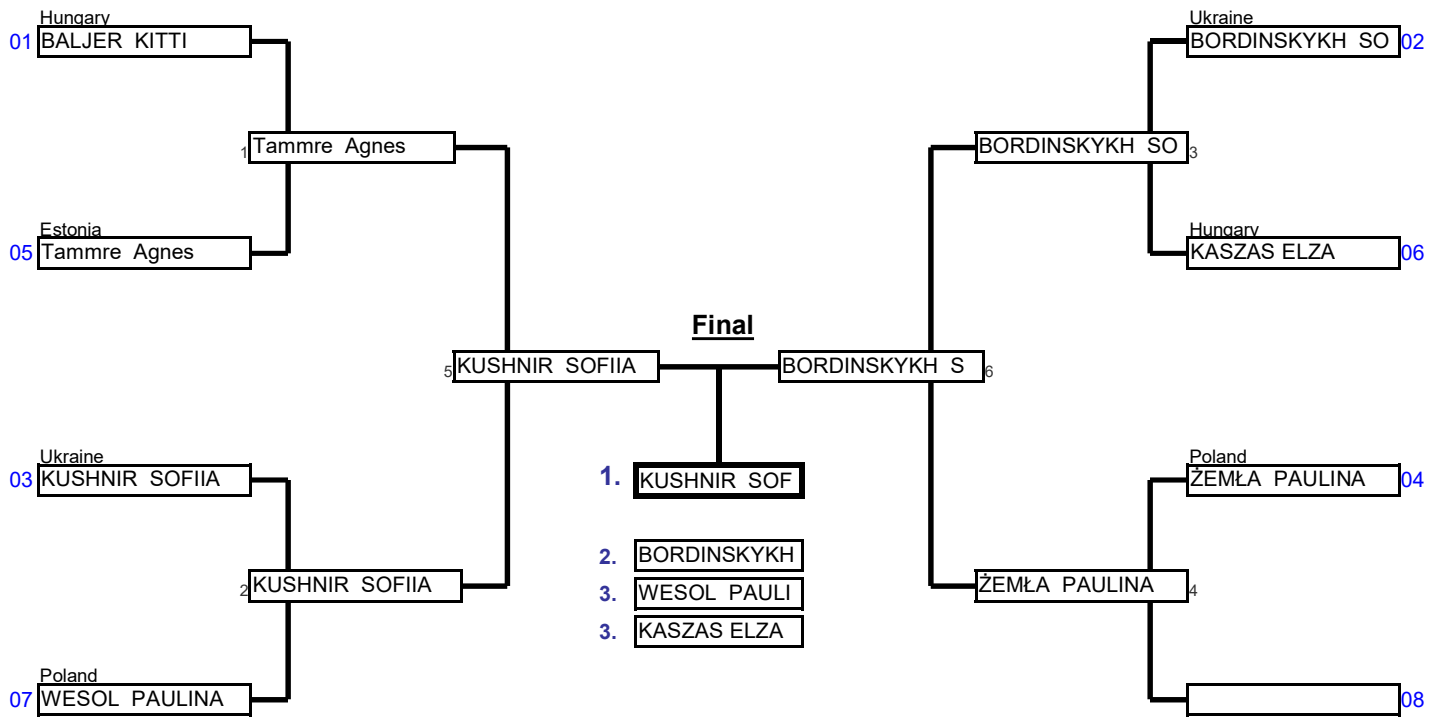 Hungary
01 BALJER KITTI
Ukraine
BORDINSKYKH SO 02
1 Tammre Agnes
BORDINSKYKH SO 3
Estonia
05 Tammre Agnes
Hungary
KASZAS ELZA 06
Final
5 KUSHNIR SOFIIA
BORDINSKYKH S 6
Ukraine
03 KUSHNIR SOFIIA
1. KUSHNIR SOF
Poland
ŻEMŁA PAULINA 04
2. BORDINSKYKH
3. WESOL PAULI
3. KASZAS ELZA
2 KUSHNIR SOFIIA
ŻEMŁA PAULINA 4
Poland
07 WESOL PAULINA
08